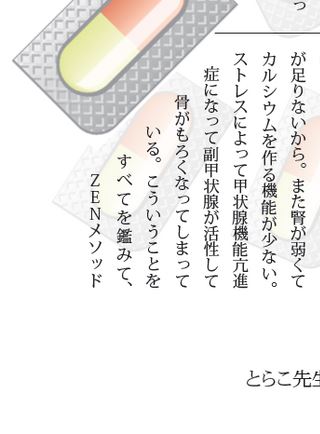 っ
が足りないから。また腎が弱くて
カルシウムを作る機能が少ない。
ストレスによって甲状腺機能亢進
症になって副甲状腺が活性して
骨がもろくなってしまって
いる。こういうことを
すべてを鑑みて、
ZENメソッド
とらこ先生